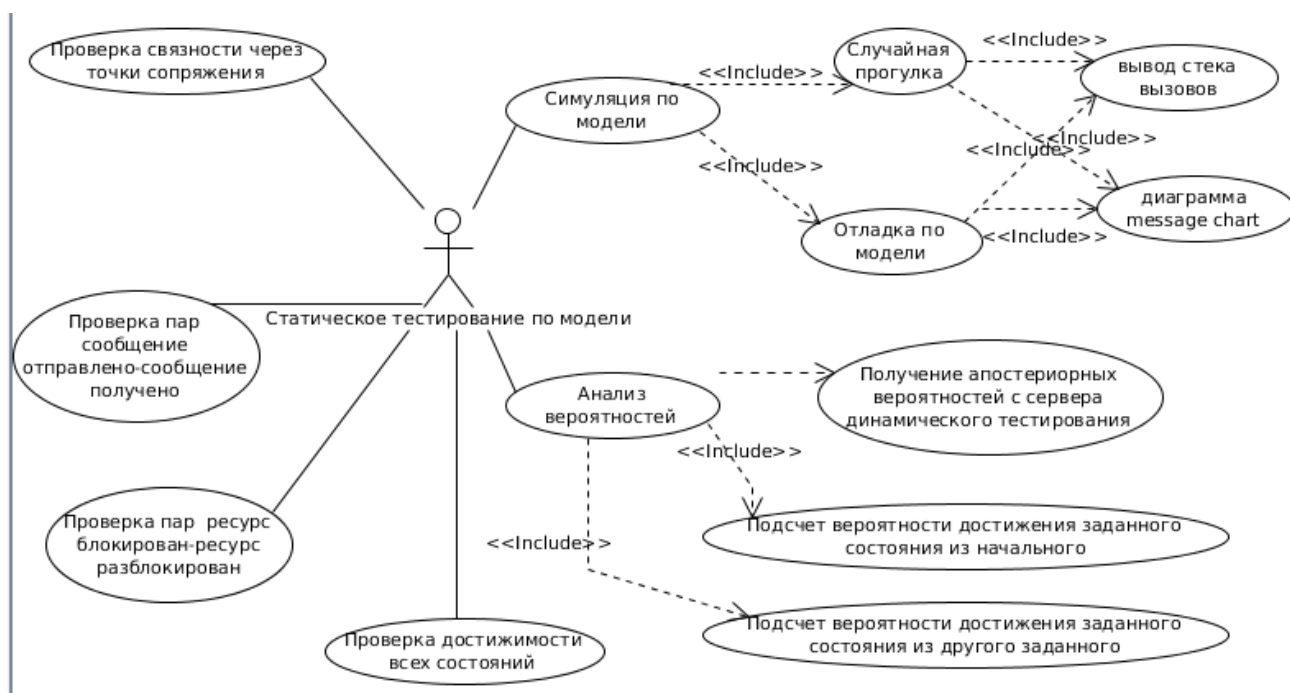 Проверка связности через
точки сопряжения
Симуляция по
модели
<<Include>>
Случайная
прогулка
<<Include>>
вывод стека
вызовов
<<Include>>
<<Include>>
<<Include>>
Отладка по
модели
<<Include>>
диаграмма
message chart
Статическое тестирование по модели
Проверка пар
сообщение
отправлено-сообщение
получено
Анализ
вероятностей
Получение апостериорных
вероятностей с сервера
динамического тестирования
<<Include>>
Проверка пар ресурс
блокирован-ресурс
разблокирован
<<Include>>
Подсчет вероятности достижения заданного
состояния из начального
Проверка достижимости
всех состояний
Подсчет вероятности достижения заданного
состояния из другого заданного